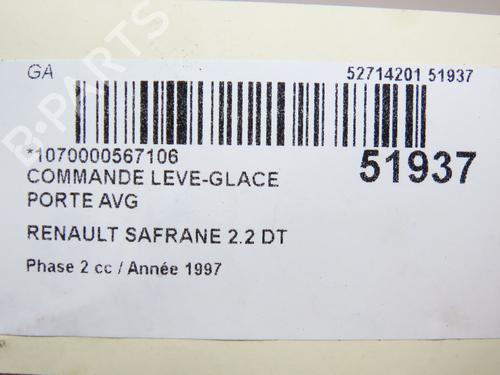 GA
52714201 51937
*1070000567106
51937
COMMANDE LEVE-GLACE
PORTE AVG
RENAULT SAFRANE 2.2 DT
Phase 2 cc / Année 1997
B-PARTS